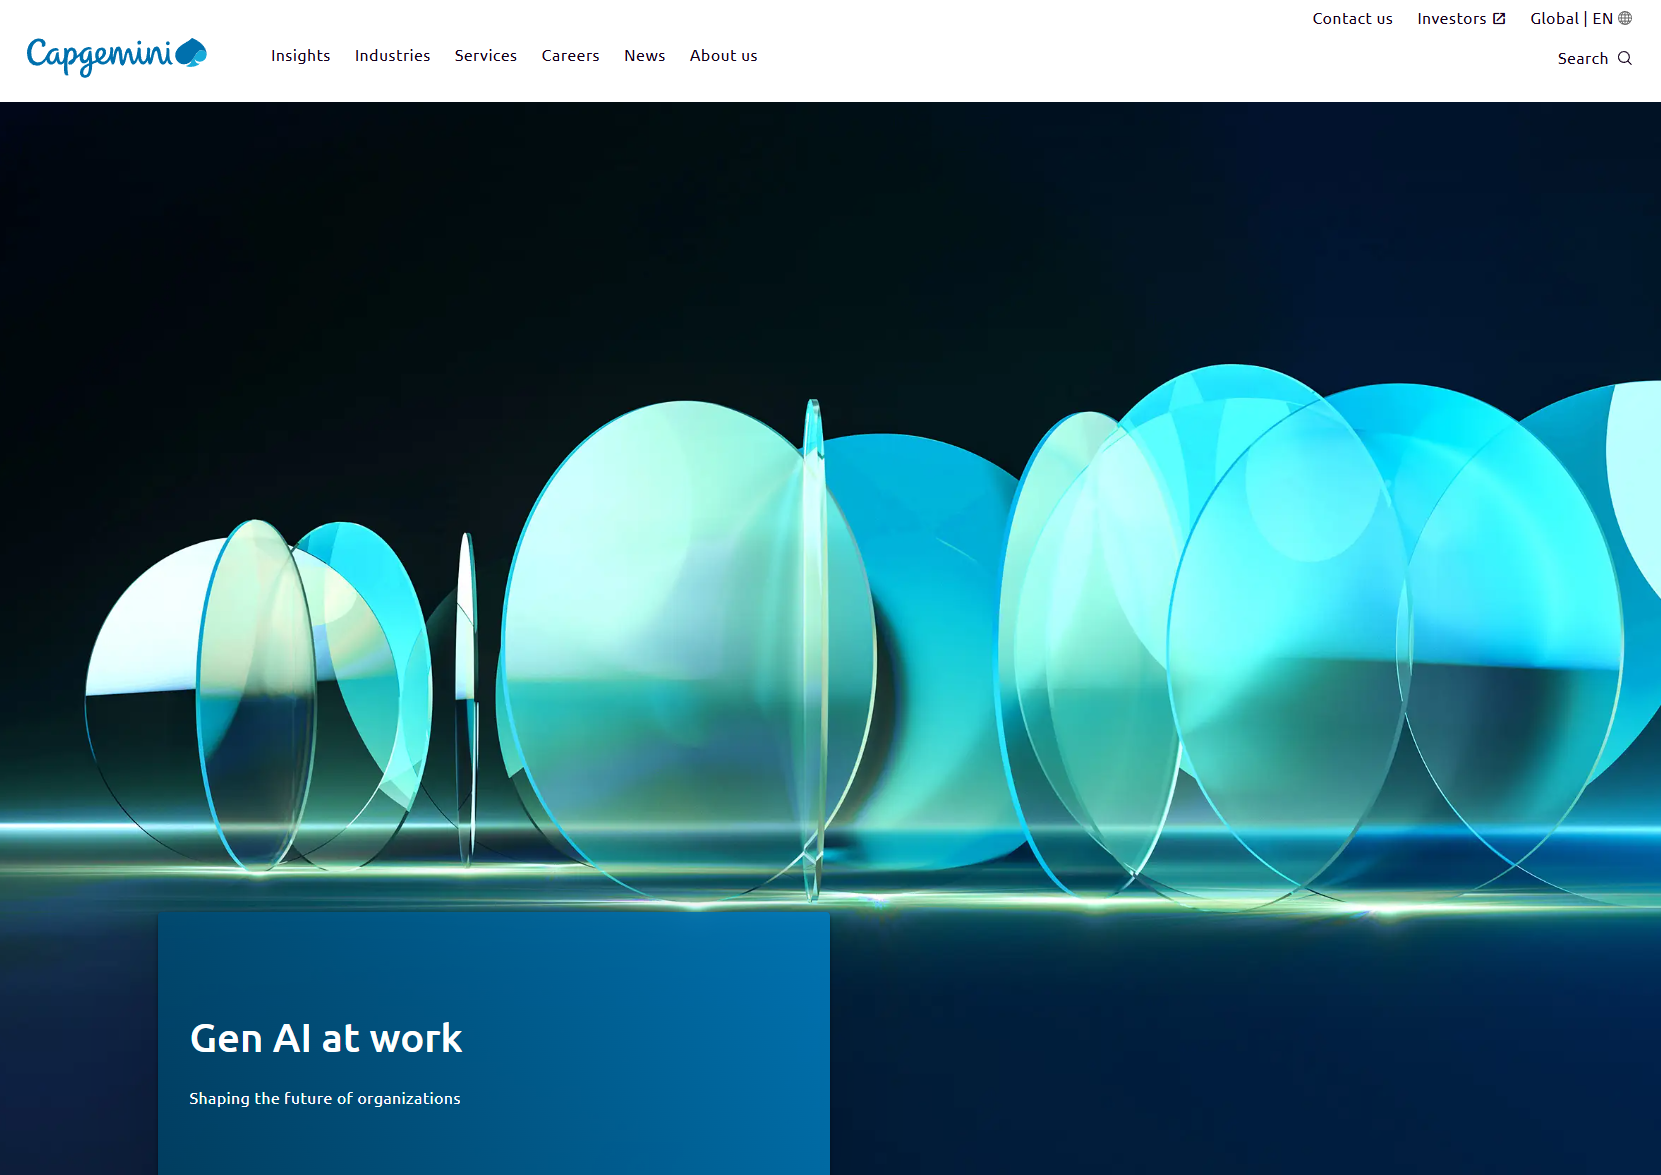 Contact us Investors Global | EN
Capgemini Insights Industries Services Careers News About us Search
Gen AI at work
Shaping the future of organizations